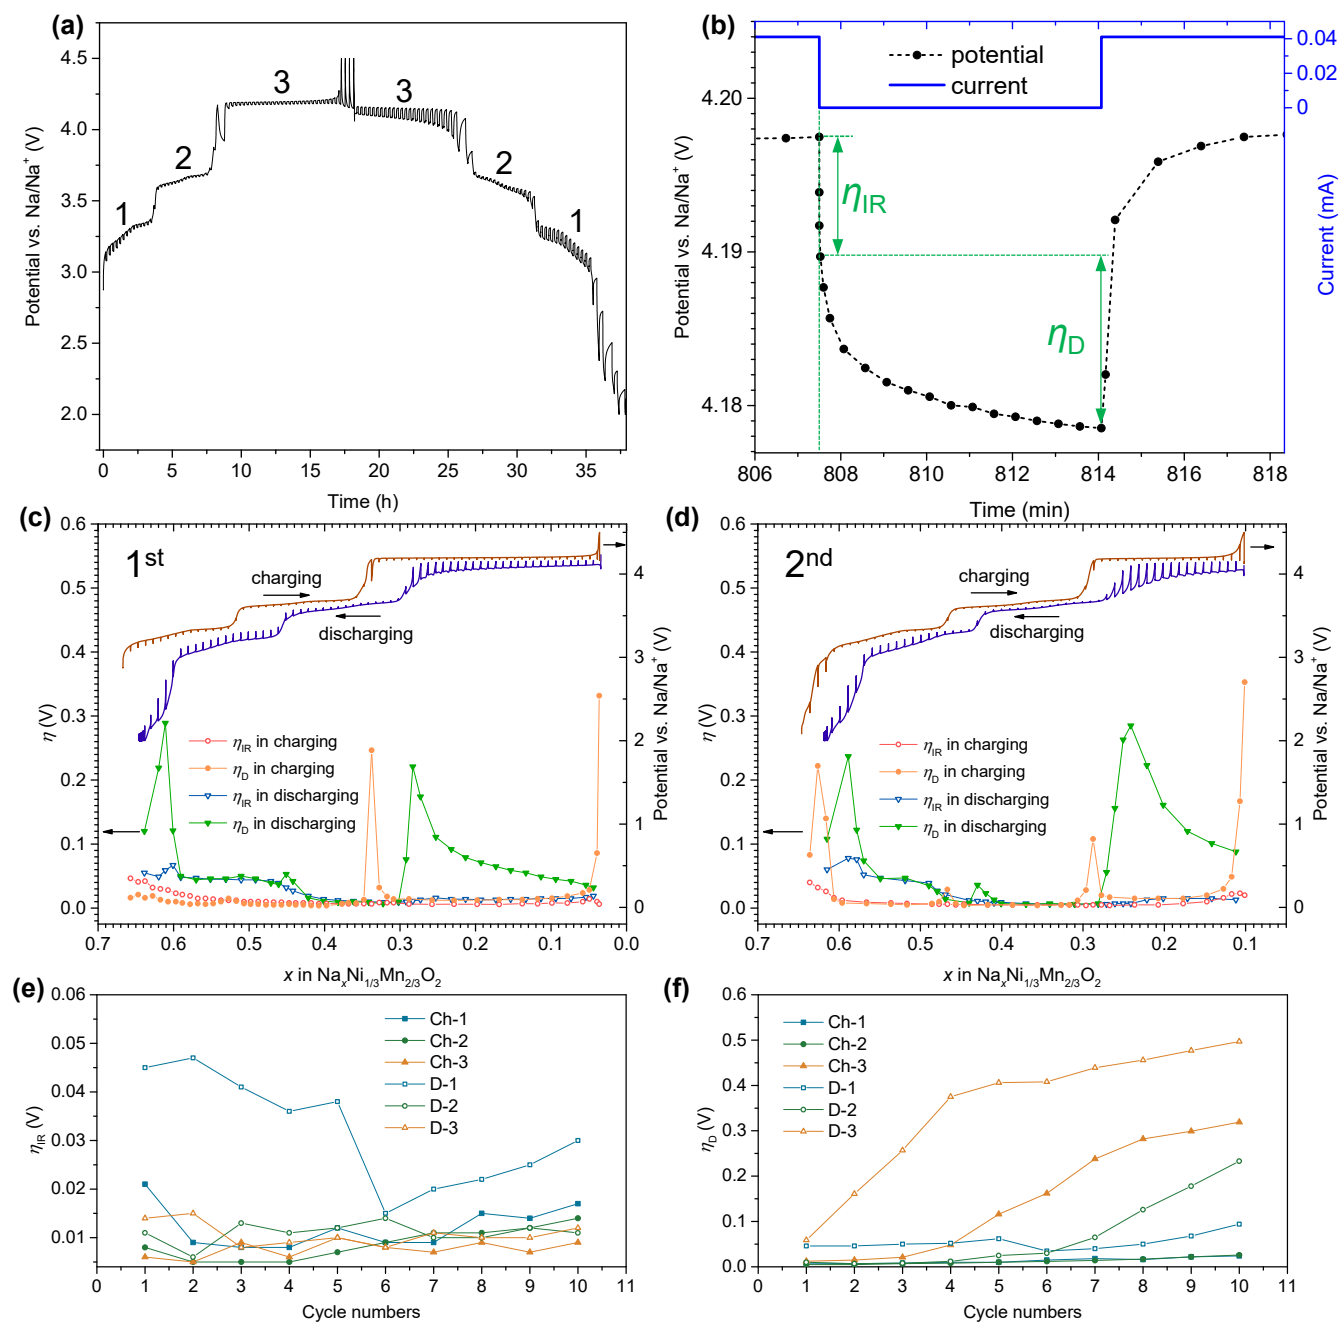 (a)
4.5
4.0
3.5
3.0
2.5
2.0
Potential vs. Na/Na⁺ (V)
1
2
3
3
2
1
0 5 10 15 20 25 30 35
Time (h)
(b)
potential
current
4.20
4.19
4.18
Potential vs. Na/Na⁺ (V)
0.04
0.02
0
Current (mA)
η_IR
η_D
806 808 810 812 814 816 818
Time (min)
(c)
1st
charging
discharging
0.6
0.5
0.4
0.3
0.2
0.1
0.0
η (V)
η_IR in charging
η_D in charging
η_IR in discharging
η_D in discharging
4
3
2
1
0
Potential vs. Na/Na⁺ (V)
0.7 0.6 0.5 0.4 0.3 0.2 0.1 0.0
x in NaₓNi1/3Mn2/3O2
(d)
2nd
charging
discharging
0.6
0.5
0.4
0.3
0.2
0.1
0.0
η (V)
η_IR in charging
η_D in charging
η_IR in discharging
η_D in discharging
4
3
2
1
0
Potential vs. Na/Na⁺ (V)
0.7 0.6 0.5 0.4 0.3 0.2 0.1
x in NaₓNi1/3Mn2/3O2
(e)
0.06
0.05
0.04
0.03
0.02
0.01
η_IR (V)
Ch-1
Ch-2
Ch-3
D-1
D-2
D-3
0 1 2 3 4 5 6 7 8 9 10 11
Cycle numbers
(f)
0.6
0.5
0.4
0.3
0.2
0.1
0.0
η_D (V)
Ch-1
Ch-2
Ch-3
D-1
D-2
D-3
0 1 2 3 4 5 6 7 8 9 10 11
Cycle numbers